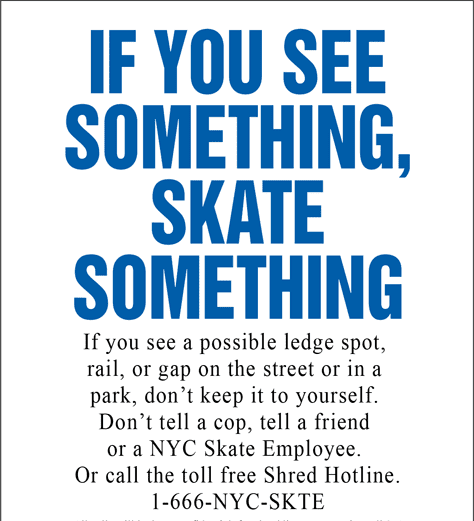 IF YOU SEE
SOMETHING,
SKATE
SOMETHING
If you see a possible ledge spot,
rail, or gap on the street or in a
park, don't keep it to yourself.
Don't tell a cop, tell a friend
or a NYC Skate Employee.
Or call the toll free Shred Hotline.
1-666-NYC-SKTE